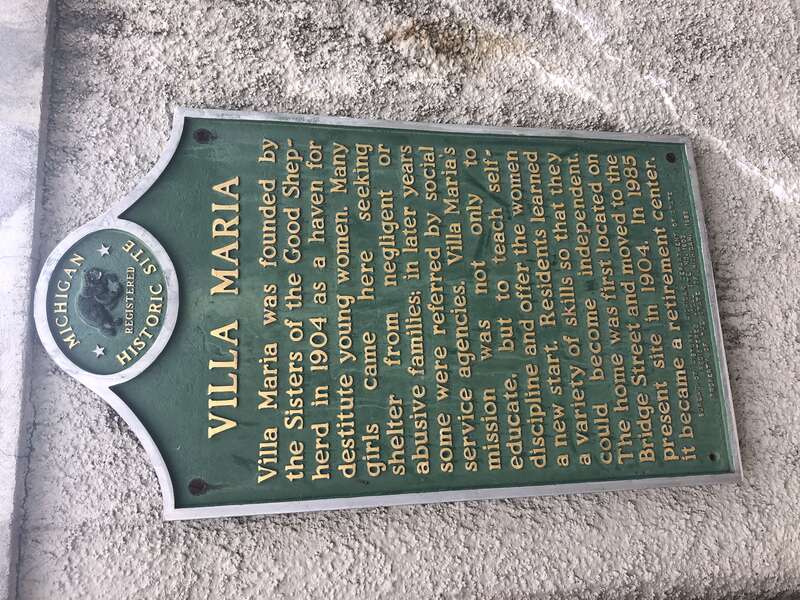 MICHIGAN
REGISTERED
HISTORIC SITE
VILLA MARIA
Villa Maria was founded by
the Sisters of the Good Shep-
herd in 1904 as a haven for
destitute young women. Many
girls came here seeking
shelter from negligent or
abusive families; in later years
some were referred by social
service agencies. Villa Maria's
mission was not only to
educate, but to teach self-
discipline and offer the women
a new start. Residents learned
a variety of skills so that they
could become independent.
The home was first located on
Bridge Street and moved to the
present site in 1904. In 1985
it became a retirement center.